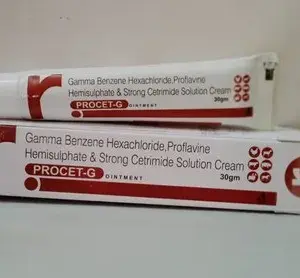 Gamma Benzene Hexachloride, Proflavine
Hemisulphate & Strong Cetrimide Solution Cream
30gm
PROCET-G OINTMENT
Gamma Benzene Hexachloride, Proflavine
Hemisulphate & Strong Cetrimide Solution Cream
PROCET-G OINTMENT
30gm